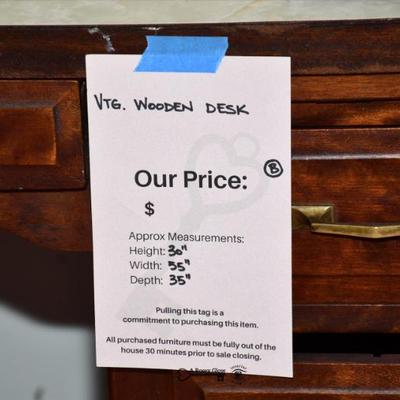 VTG. WOODEN DESK
B
Our Price:
$
Approx Measurements:
Height: 30"
Width: 55"
Depth: 35"
Pulling this tag is a
commitment to purchasing this item.
All purchased furniture must be fully out of the
house 30 minutes prior to sale closing.